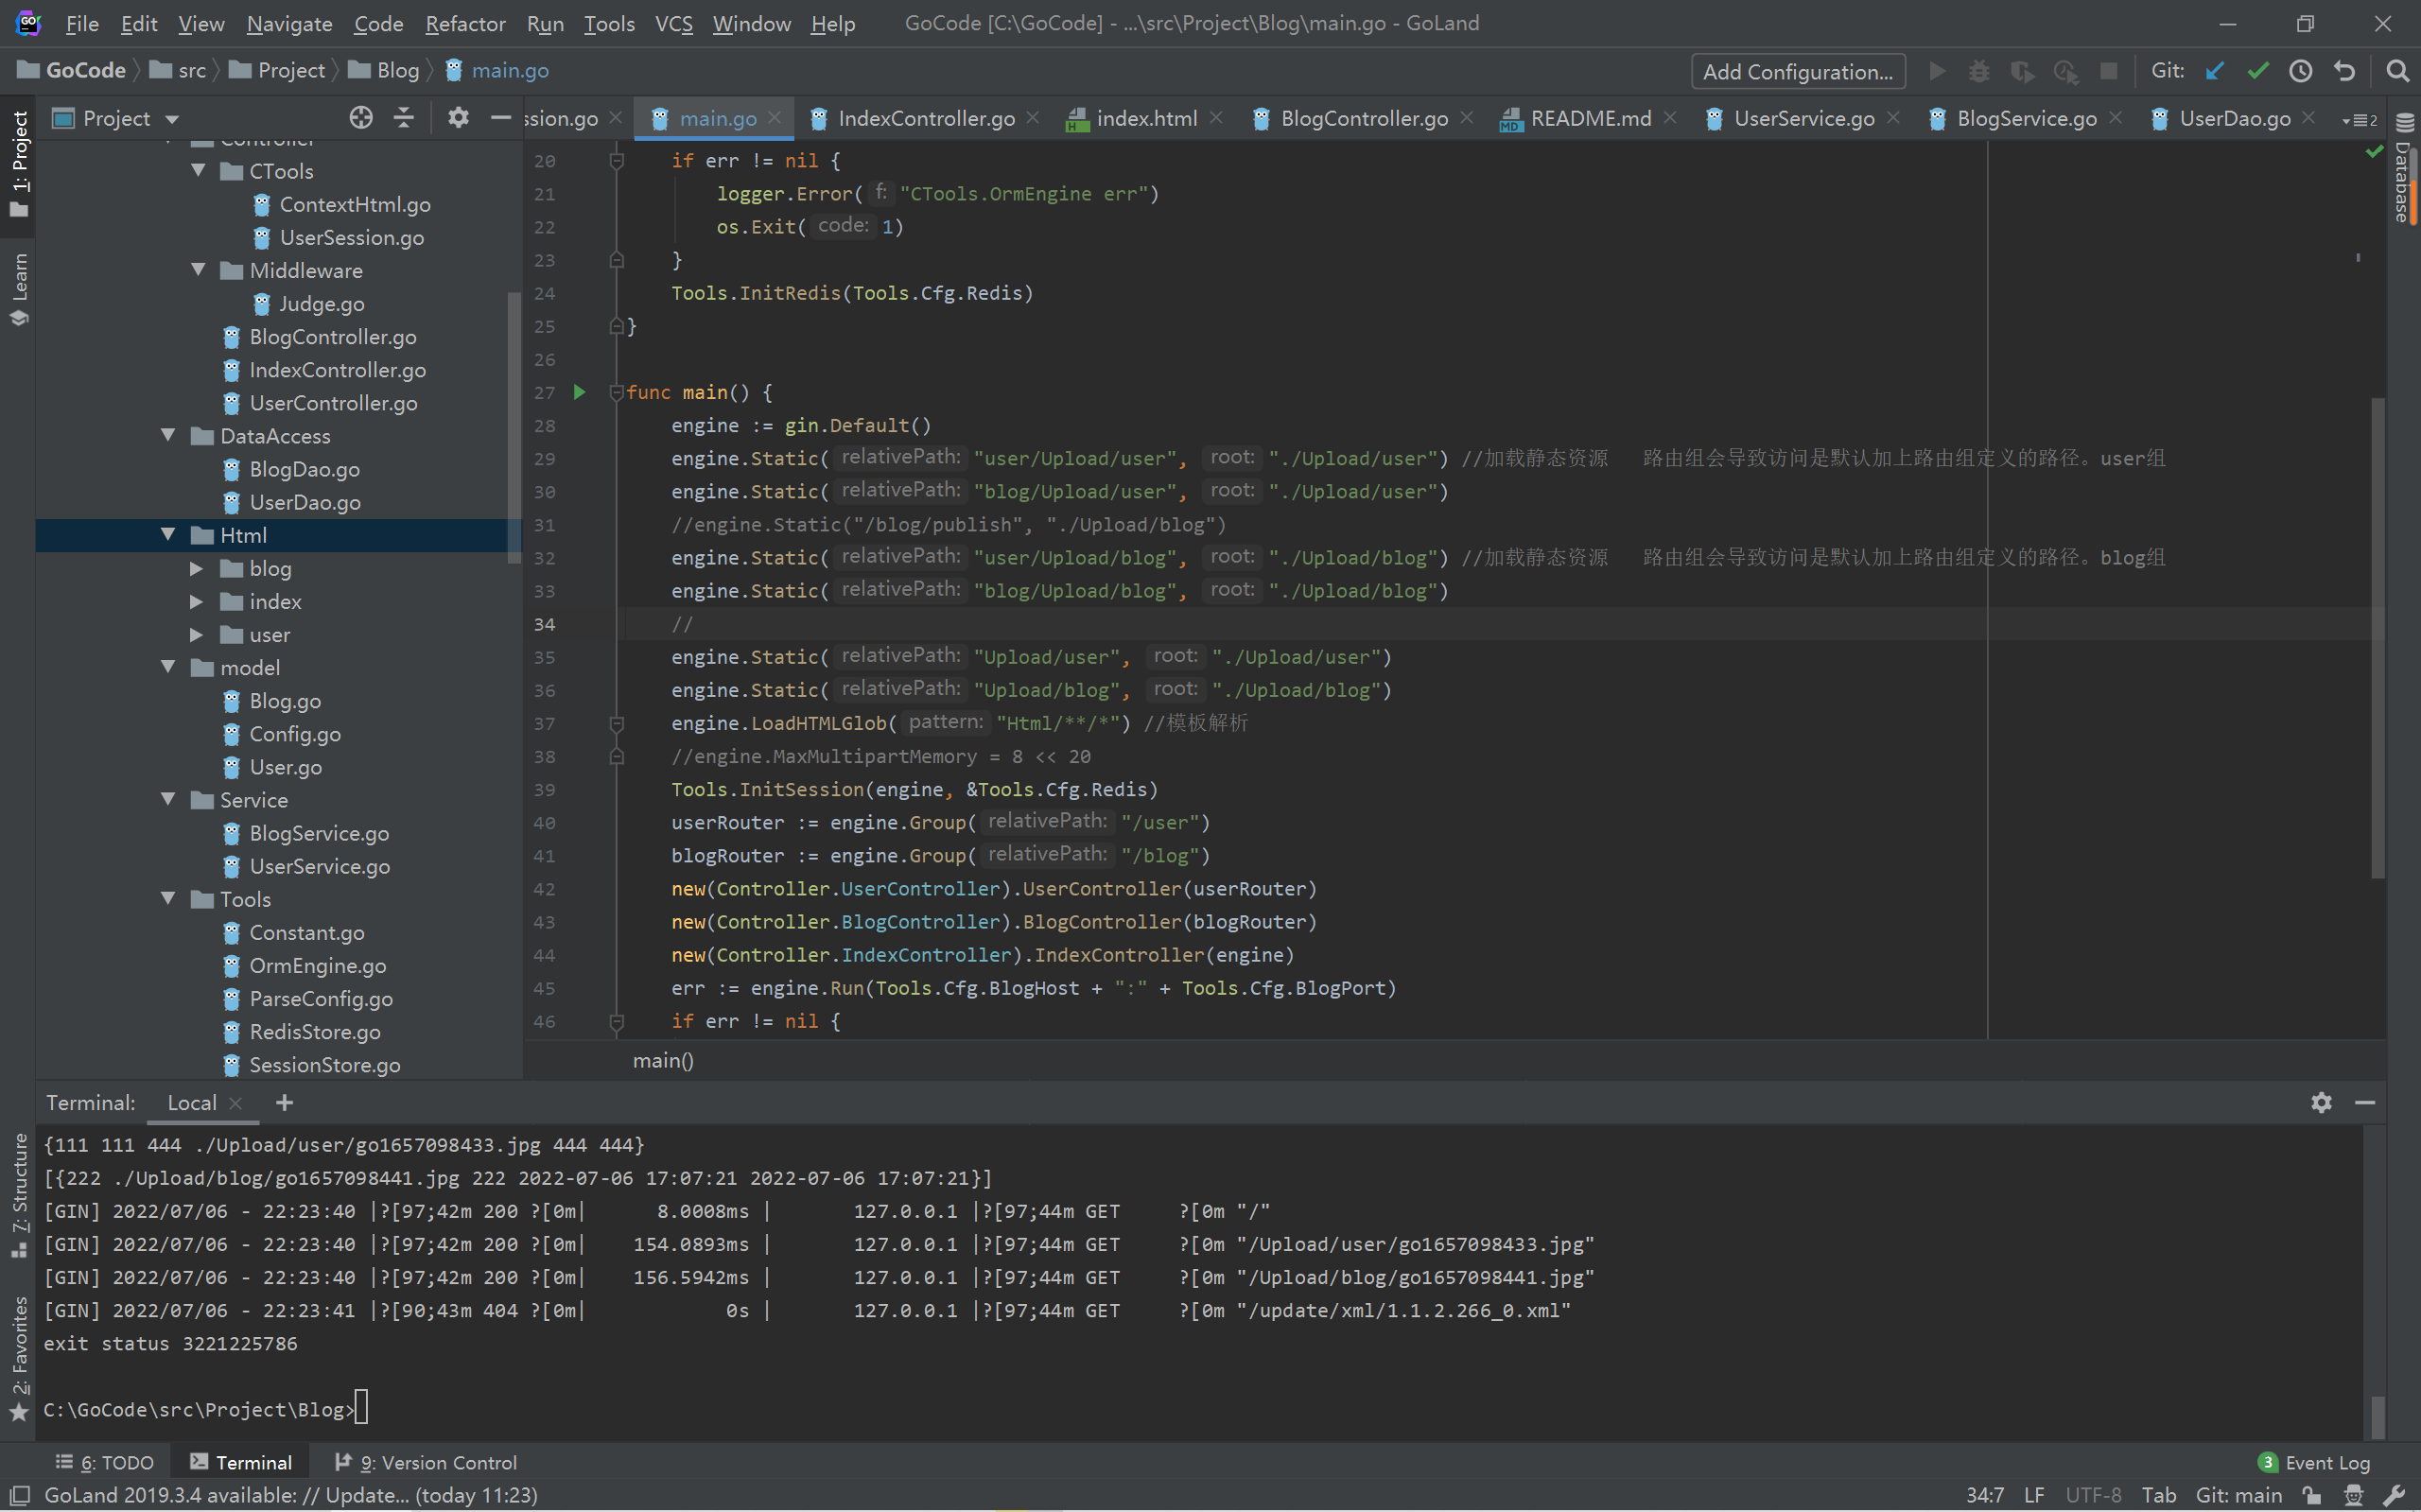 File Edit View Navigate Code Refactor Run Tools VCS Window Help GoCode [C:\GoCode] - ...\src\Project\Blog\main.go - GoLand
GoCode src Project Blog main.go Add Configuration... Git:
Project ssion.go main.go IndexController.go index.html BlogController.go README.md UserService.go BlogService.go UserDao.go 2
1: Project
Learn
7: Structure
2: Favorites
Database
Controller
CTools
ContextHtml.go
UserSession.go
Middleware
Judge.go
BlogController.go
IndexController.go
UserController.go
DataAccess
BlogDao.go
UserDao.go
Html
blog
index
user
model
Blog.go
Config.go
User.go
Service
BlogService.go
UserService.go
Tools
Constant.go
OrmEngine.go
ParseConfig.go
RedisStore.go
SessionStore.go
20 if err != nil {
21 logger.Error( f: "CTools.OrmEngine err")
22 os.Exit( code: 1)
23 }
24 Tools.InitRedis(Tools.Cfg.Redis)
25 }
26
27 func main() {
28 engine := gin.Default()
29 engine.Static( relativePath: "user/Upload/user", root: "./Upload/user") //加载静态资源 路由组会导致访问是默认加上路由组定义的路径。user组
30 engine.Static( relativePath: "blog/Upload/user", root: "./Upload/user")
31 //engine.Static("/blog/publish", "./Upload/blog")
32 engine.Static( relativePath: "user/Upload/blog", root: "./Upload/blog") //加载静态资源 路由组会导致访问是默认加上路由组定义的路径。blog组
33 engine.Static( relativePath: "blog/Upload/blog", root: "./Upload/blog")
34 //
35 engine.Static( relativePath: "Upload/user", root: "./Upload/user")
36 engine.Static( relativePath: "Upload/blog", root: "./Upload/blog")
37 engine.LoadHTMLGlob( pattern: "Html/**/*") //模板解析
38 //engine.MaxMultipartMemory = 8 << 20
39 Tools.InitSession(engine, &Tools.Cfg.Redis)
40 userRouter := engine.Group( relativePath: "/user")
41 blogRouter := engine.Group( relativePath: "/blog")
42 new(Controller.UserController).UserController(userRouter)
43 new(Controller.BlogController).BlogController(blogRouter)
44 new(Controller.IndexController).IndexController(engine)
45 err := engine.Run(Tools.Cfg.BlogHost + ":" + Tools.Cfg.BlogPort)
46 if err != nil {
main()
Terminal: Local
{111 111 444 ./Upload/user/go1657098433.jpg 444 444}
[{222 ./Upload/blog/go1657098441.jpg 222 2022-07-06 17:07:21 2022-07-06 17:07:21}]
[GIN] 2022/07/06 - 22:23:40 |?[97;42m 200 ?[0m| 8.0008ms | 127.0.0.1 |?[97;44m GET ?[0m "/"
[GIN] 2022/07/06 - 22:23:40 |?[97;42m 200 ?[0m| 154.0893ms | 127.0.0.1 |?[97;44m GET ?[0m "/Upload/user/go1657098433.jpg"
[GIN] 2022/07/06 - 22:23:40 |?[97;42m 200 ?[0m| 156.5942ms | 127.0.0.1 |?[97;44m GET ?[0m "/Upload/blog/go1657098441.jpg"
[GIN] 2022/07/06 - 22:23:41 |?[90;43m 404 ?[0m| 0s | 127.0.0.1 |?[97;44m GET ?[0m "/update/xml/1.1.2.266_0.xml"
exit status 3221225786
C:\GoCode\src\Project\Blog>
6: TODO Terminal 9: Version Control 3 Event Log
GoLand 2019.3.4 available: // Update... (today 11:23) 34:7 LF UTF-8 Tab Git: main